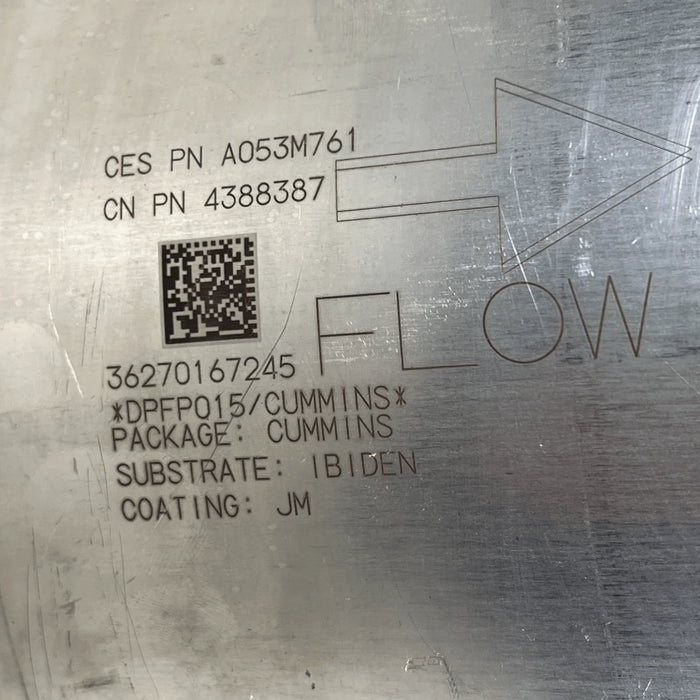 CES PN A053M761
CN PN 4388387
FLOW
36270167245
*DPFP015/CUMMINS*
PACKAGE: CUMMINS
SUBSTRATE: IBIDEN
COATING: JM